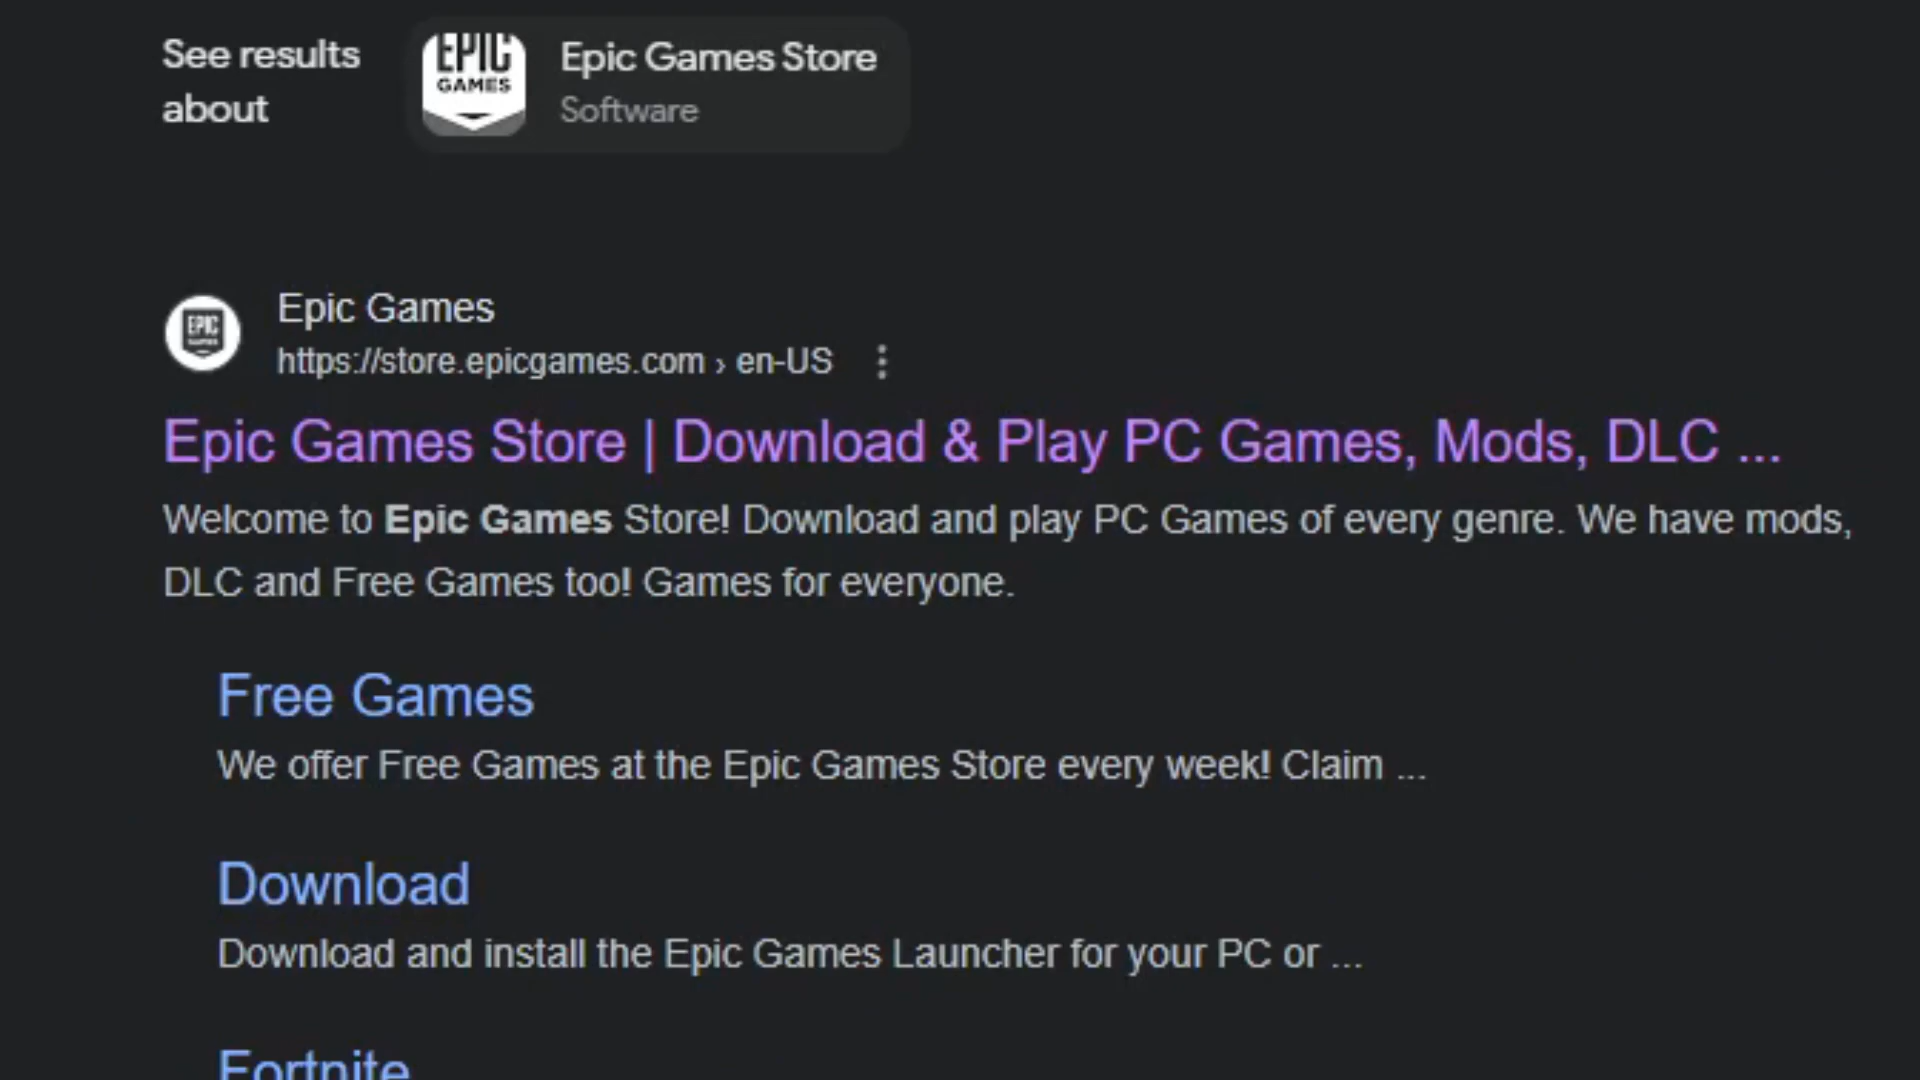 See results
about
EPIC
GAMES
Epic Games Store
Software
EPIC
GAMES
Epic Games
https://store.epicgames.com › en-US
Epic Games Store | Download & Play PC Games, Mods, DLC ...
Welcome to Epic Games Store! Download and play PC Games of every genre. We have mods,
DLC and Free Games too! Games for everyone.
Free Games
We offer Free Games at the Epic Games Store every week! Claim ...
Download
Download and install the Epic Games Launcher for your PC or ...
Fortnite